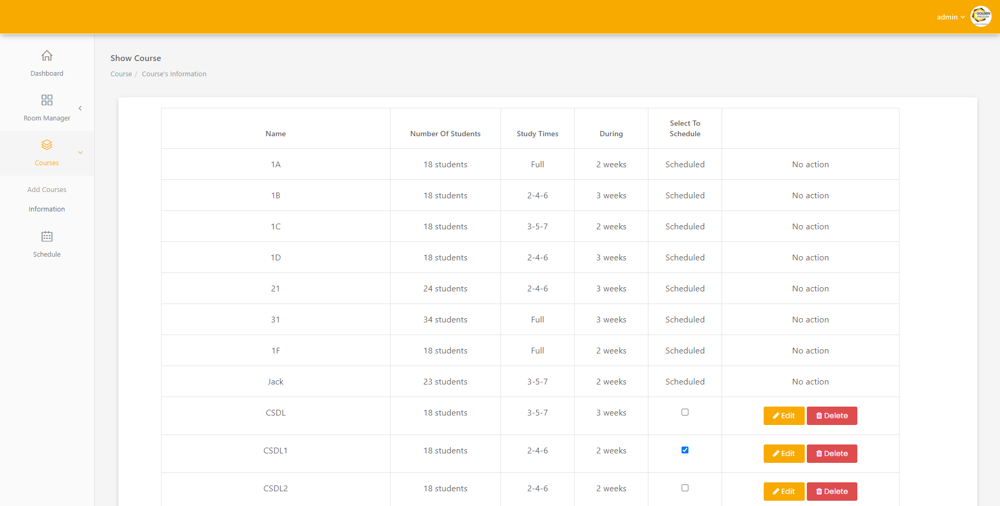 admin
GOLDEN
ENGLISH
Dashboard
Room Manager
Courses
Add Courses
Information
Schedule
Show Course
Course / Course's Information
Name Number Of Students Study Times During Select To Schedule
1A 18 students Full 2 weeks Scheduled No action
1B 18 students 2-4-6 3 weeks Scheduled No action
1C 18 students 3-5-7 2 weeks Scheduled No action
1D 18 students 2-4-6 3 weeks Scheduled No action
21 24 students 2-4-6 3 weeks Scheduled No action
31 34 students Full 3 weeks Scheduled No action
1F 18 students Full 2 weeks Scheduled No action
Jack 23 students 3-5-7 2 weeks Scheduled No action
CSDL 18 students 3-5-7 3 weeks Edit Delete
CSDL1 18 students 2-4-6 2 weeks Edit Delete
CSDL2 18 students 2-4-6 2 weeks Edit Delete